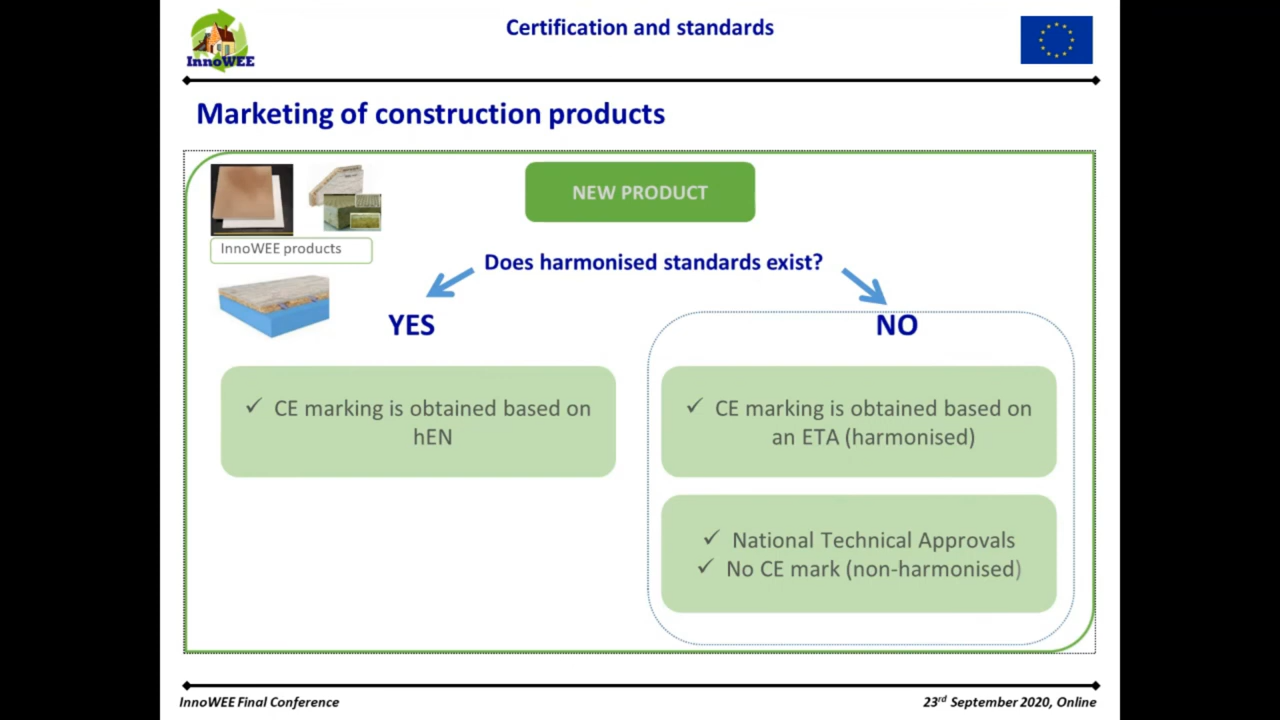 InnoWEE
Certification and standards
Marketing of construction products
InnoWEE products
NEW PRODUCT
Does harmonised standards exist?
YES
NO
✓ CE marking is obtained based on
hEN
✓ CE marking is obtained based on
an ETA (harmonised)
✓ National Technical Approvals
✓ No CE mark (non-harmonised)
InnoWEE Final Conference
23rd September 2020, Online